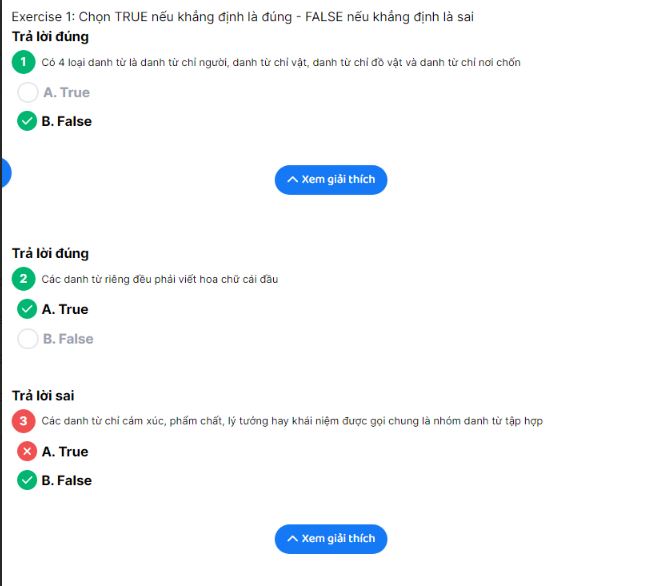 Exercise 1: Chọn TRUE nếu khẳng định là đúng - FALSE nếu khẳng định là sai
Trả lời đúng
1 Có 4 loại danh từ là danh từ chỉ người, danh từ chỉ vật, danh từ chỉ đồ vật và danh từ chỉ nơi chốn
A. True
B. False
Xem giải thích
Trả lời đúng
2 Các danh từ riêng đều phải viết hoa chữ cái đầu
A. True
B. False
Trả lời sai
3 Các danh từ chỉ cảm xúc, phẩm chất, lý tưởng hay khái niệm được gọi chung là nhóm danh từ tập hợp
A. True
B. False
Xem giải thích